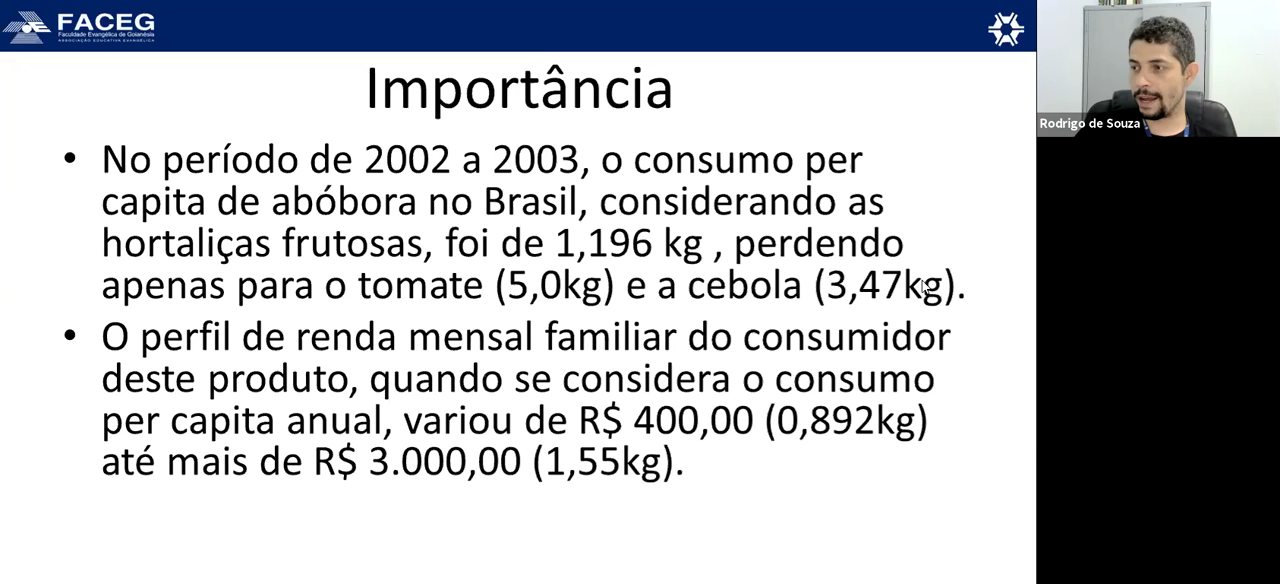 FACEG
Faculdade Evangélica de Goianésia
ASSOCIAÇÃO EDUCATIVA EVANGÉLICA
Importância
• No período de 2002 a 2003, o consumo per
capita de abóbora no Brasil, considerando as
hortaliças frutosas, foi de 1,196 kg , perdendo
apenas para o tomate (5,0kg) e a cebola (3,47kg).
• O perfil de renda mensal familiar do consumidor
deste produto, quando se considera o consumo
per capita anual, variou de R$ 400,00 (0,892kg)
até mais de R$ 3.000,00 (1,55kg).
Rodrigo de Souza